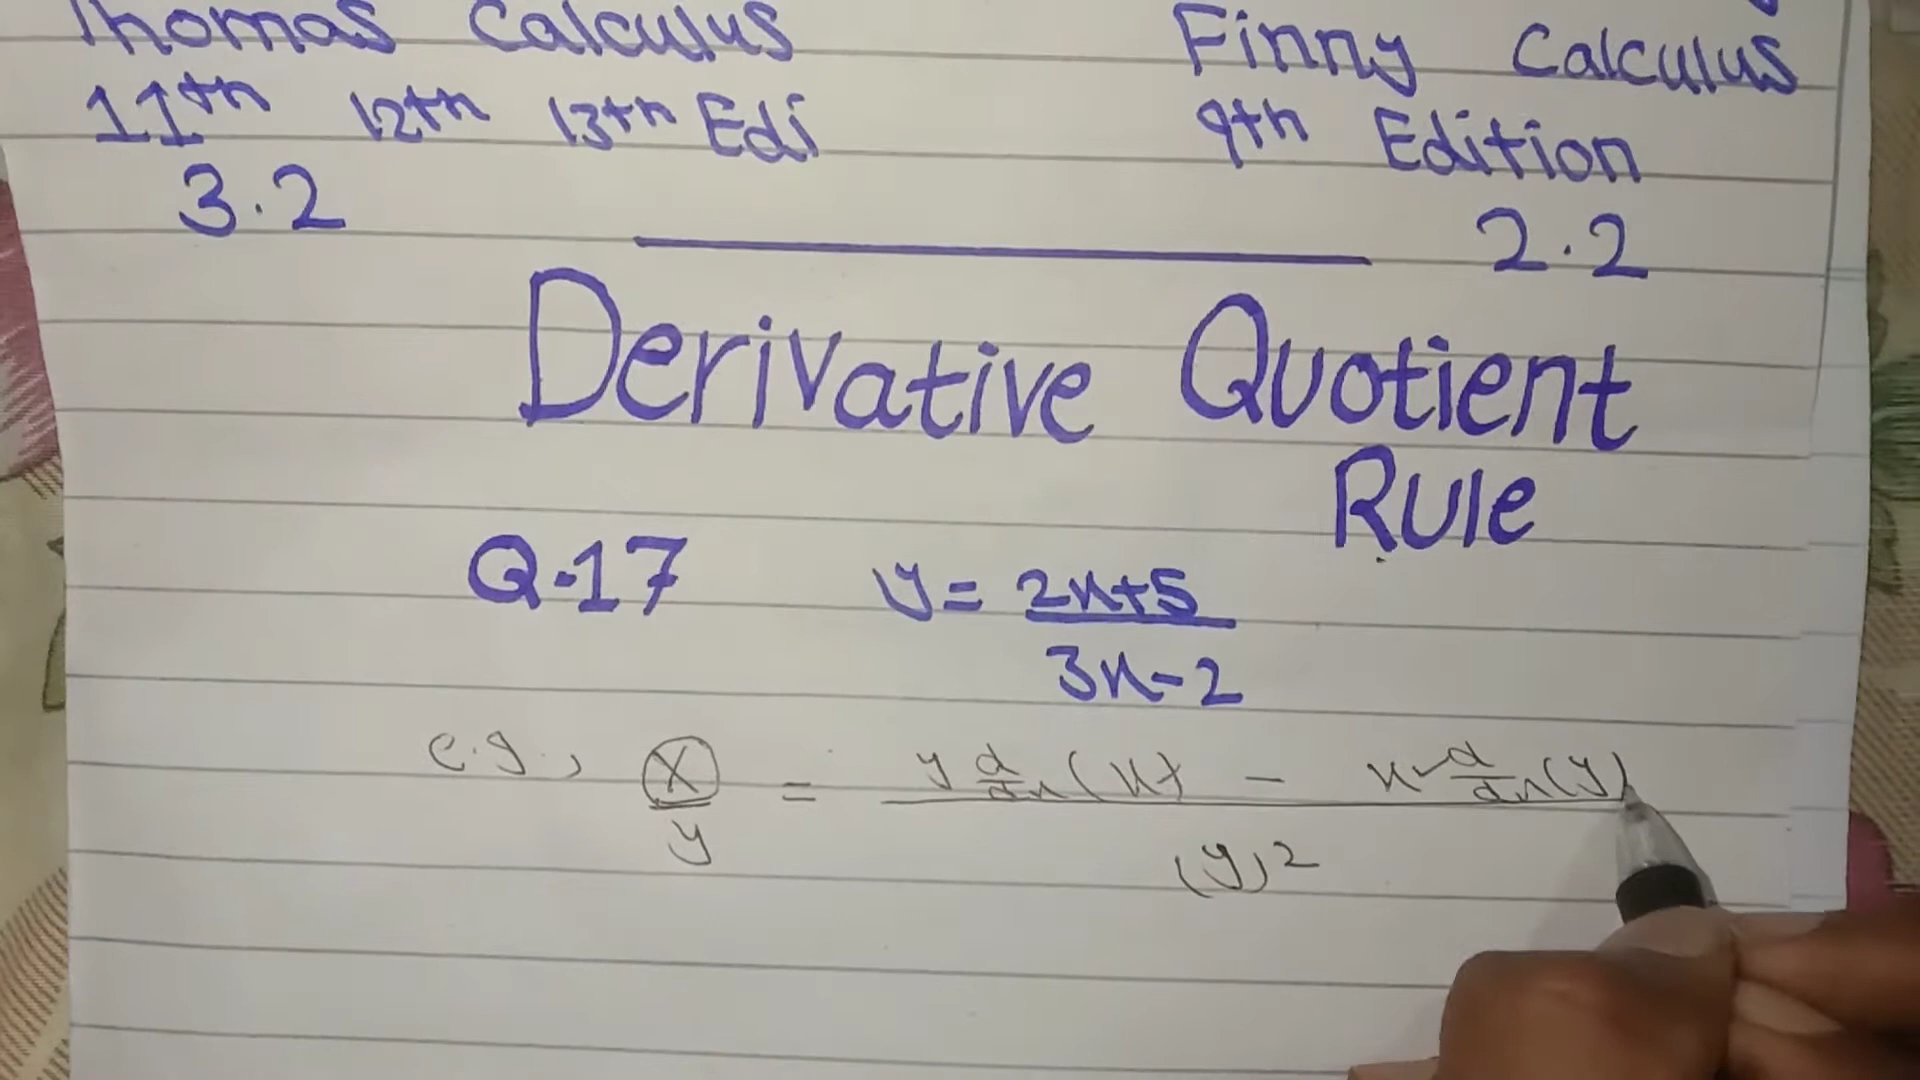 Thomas Calculus
11th 12th 13th Edi
3.2
Finny Calculus
9th Edition
2.2
Derivative Quotient
Rule
Q.17 y = 2x+5 / 3x-2
e.g., x / y = y d/dx (x) - x d/dx (y) / (y)²